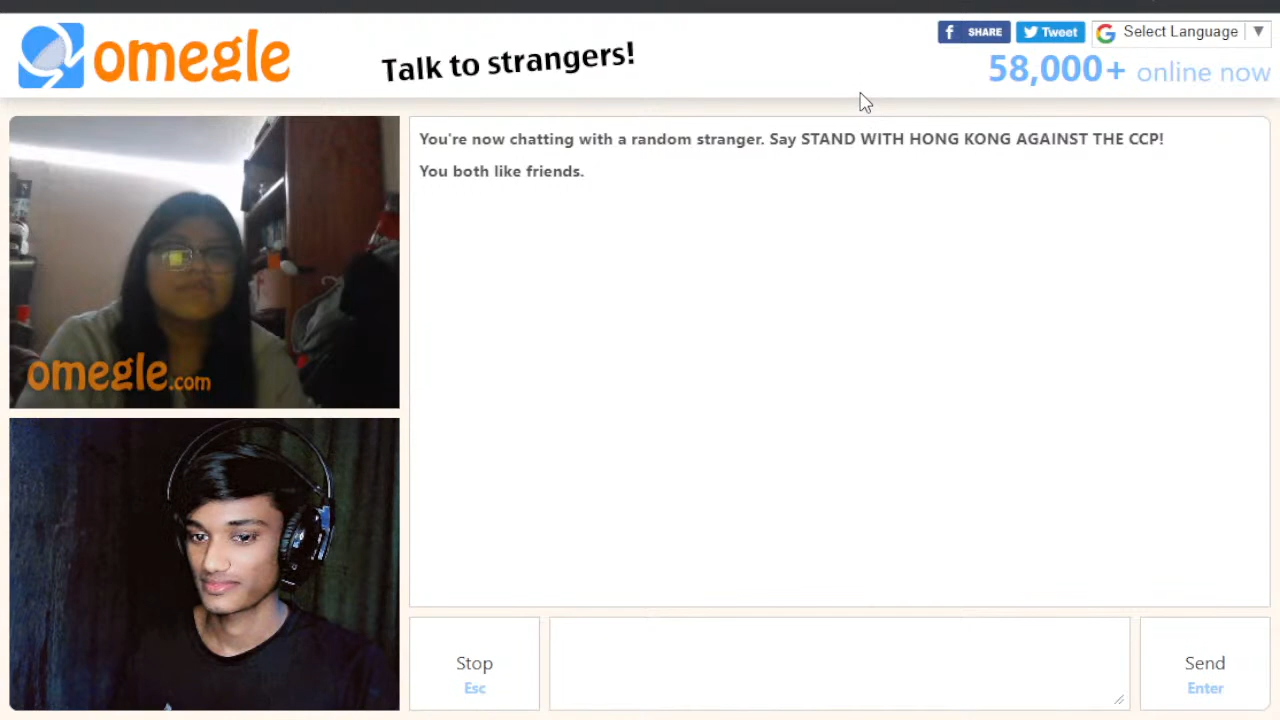 omegle
Talk to strangers!
f SHARE
Tweet
G Select Language ▼
58,000+ online now
You're now chatting with a random stranger. Say STAND WITH HONG KONG AGAINST THE CCP!
You both like friends.
omegle.com
Stop
Esc
Send
Enter